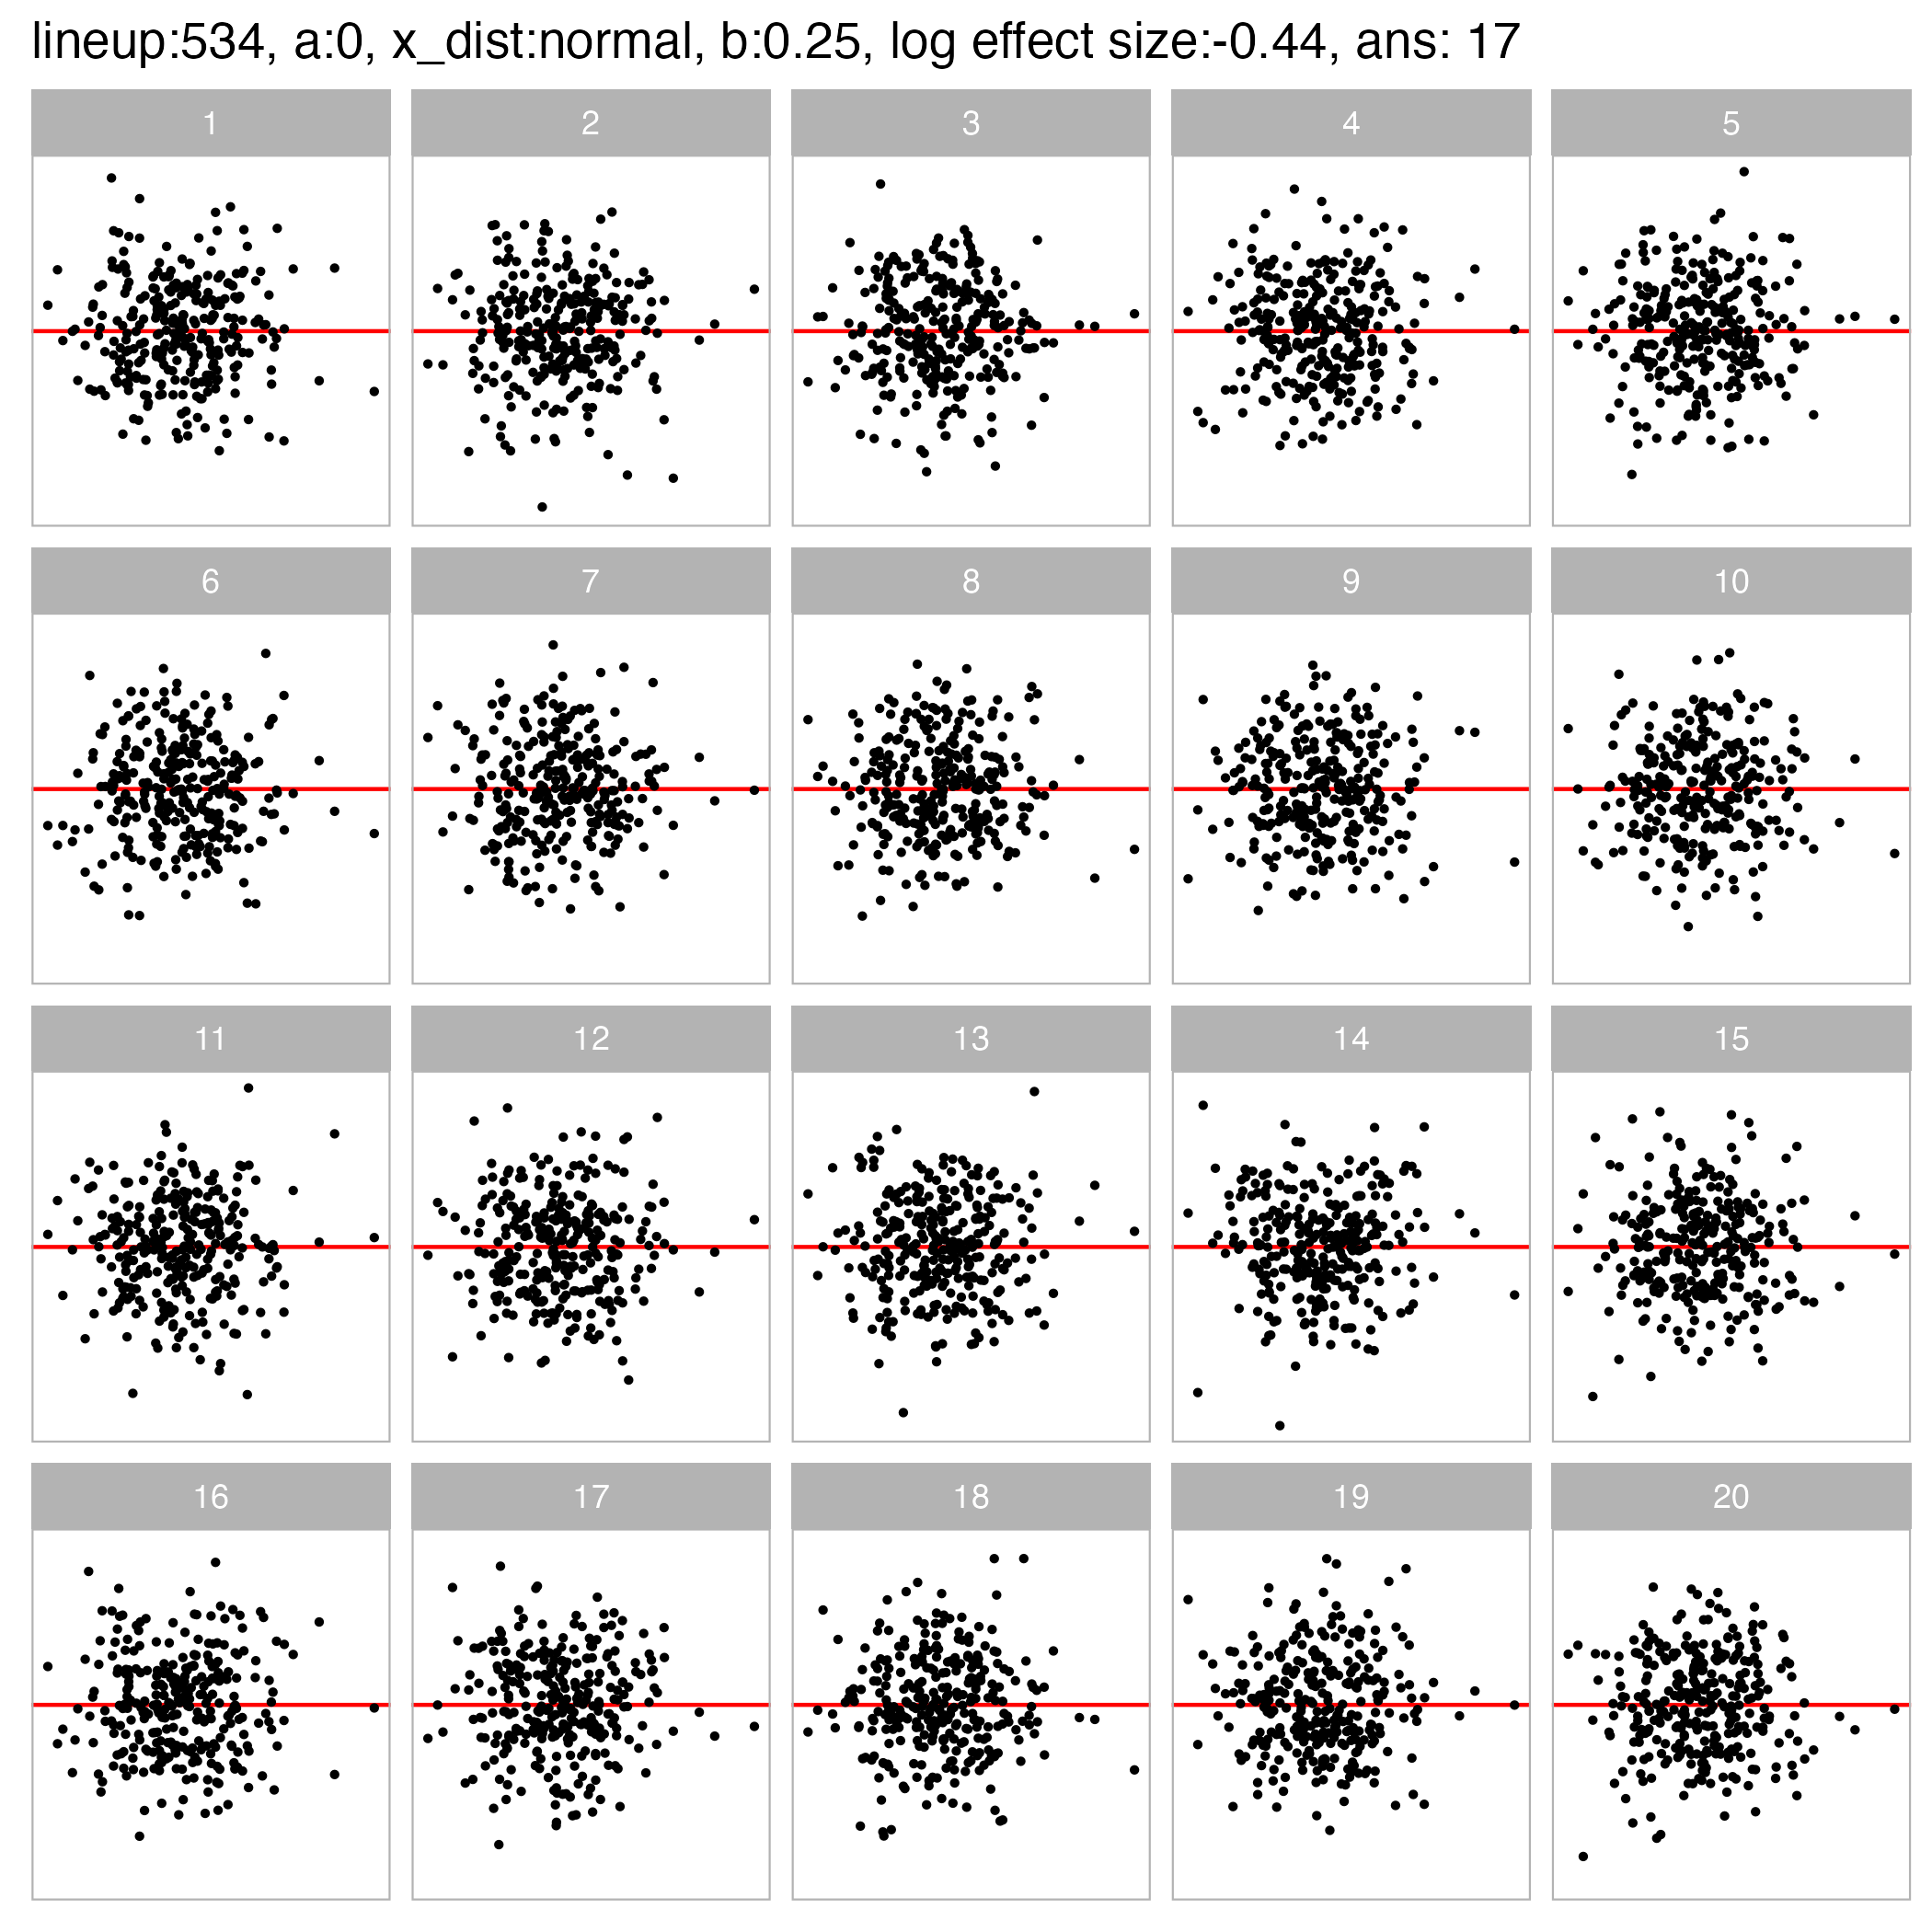 lineup:534, a:0, x_dist:normal, b:0.25, log effect size:-0.44, ans: 17
1 2 3 4 5
6 7 8 9 10
11 12 13 14 15
16 17 18 19 20